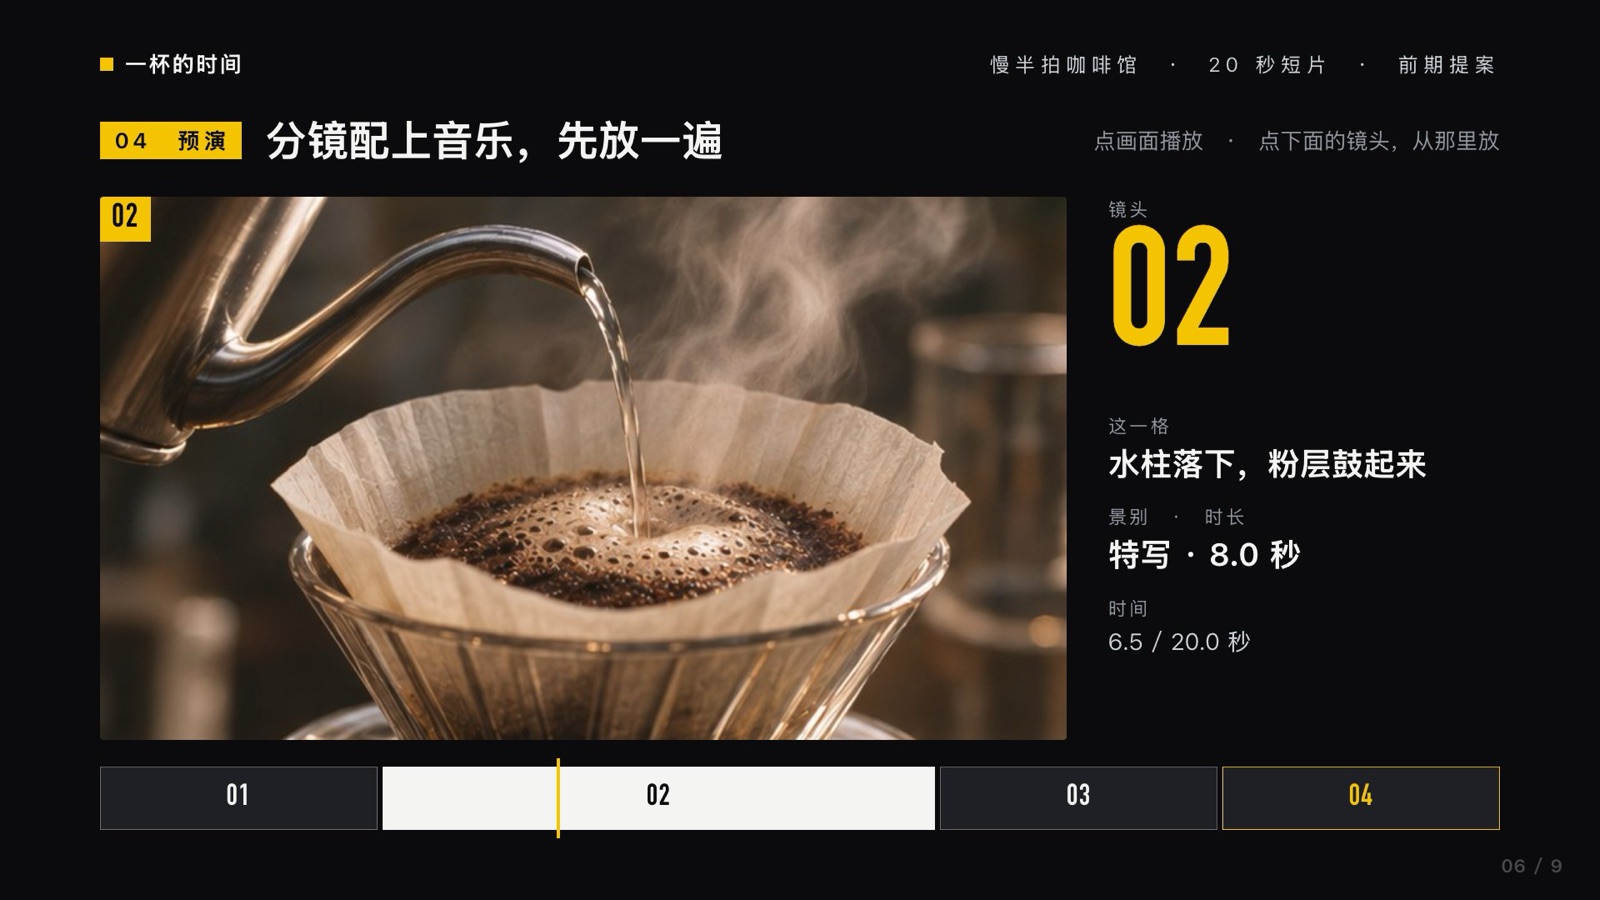 一杯的时间
慢半拍咖啡馆 · 20 秒短片 · 前期提案
04 预演
分镜配上音乐，先放一遍
点画面播放 · 点下面的镜头，从那里放
02
镜头
02
这一格
水柱落下，粉层鼓起来
景别 · 时长
特写 · 8.0 秒
时间
6.5 / 20.0 秒
01
02
03
04
06 / 9